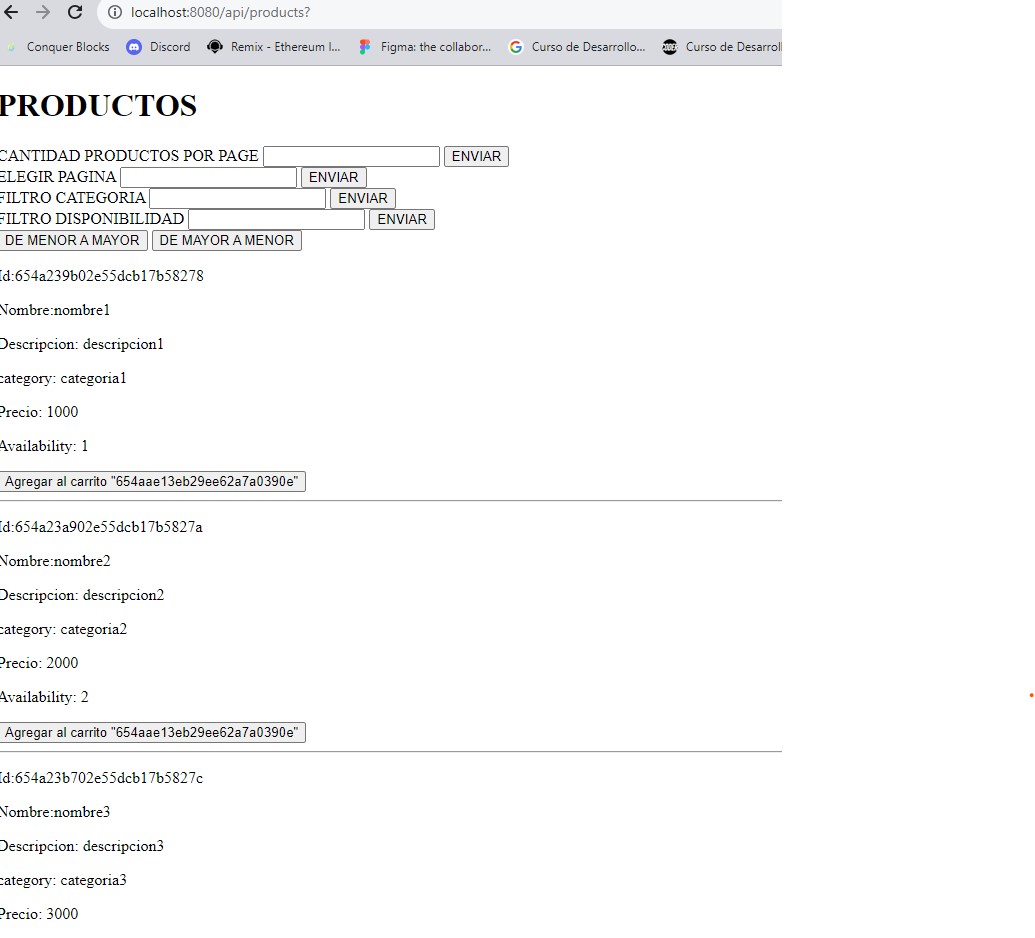 localhost:8080/api/products?
Conquer Blocks Discord Remix - Ethereum I... Figma: the collabor... Curso de Desarrollo... Curso de Desarrol
PRODUCTOS
CANTIDAD PRODUCTOS POR PAGE ENVIAR
ELEGIR PAGINA ENVIAR
FILTRO CATEGORIA ENVIAR
FILTRO DISPONIBILIDAD ENVIAR
DE MENOR A MAYOR DE MAYOR A MENOR
Id:654a239b02e55dcb17b58278
Nombre:nombre1
Descripcion: descripcion1
category: categoria1
Precio: 1000
Availability: 1
Agregar al carrito "654aae13eb29ee62a7a0390e"
Id:654a23a902e55dcb17b5827a
Nombre:nombre2
Descripcion: descripcion2
category: categoria2
Precio: 2000
Availability: 2
Agregar al carrito "654aae13eb29ee62a7a0390e"
Id:654a23b702e55dcb17b5827c
Nombre:nombre3
Descripcion: descripcion3
category: categoria3
Precio: 3000